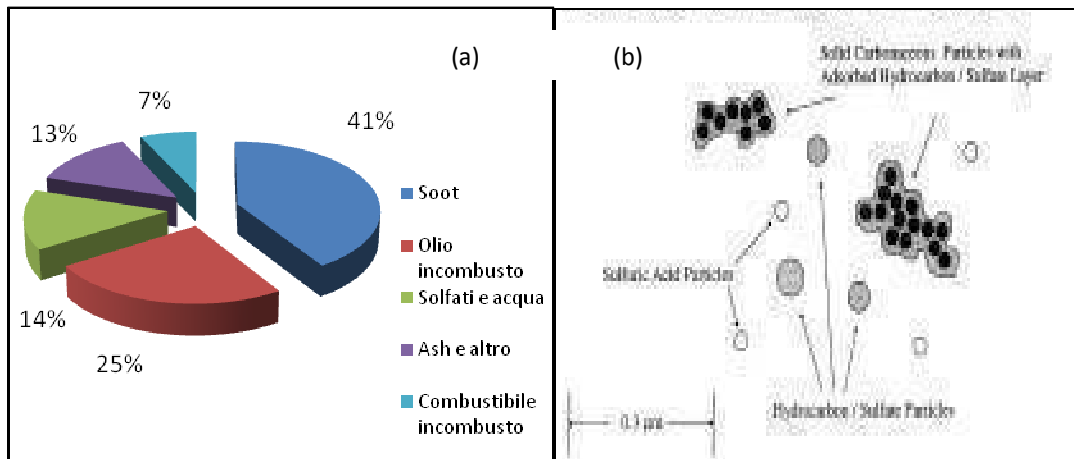 (a)
7%
13%
41%
14%
25%
Soot
Olio
incombusto
Solfati e acqua
Ash e altro
Combustibile
incombusto
(b)
Solid Carbonaceous Particles with
Adsorbed Hydrocarbon / Sulfate Layer
Sulfuric Acid Particles
Hydrocarbon / Sulfate Particles
0.3 µm